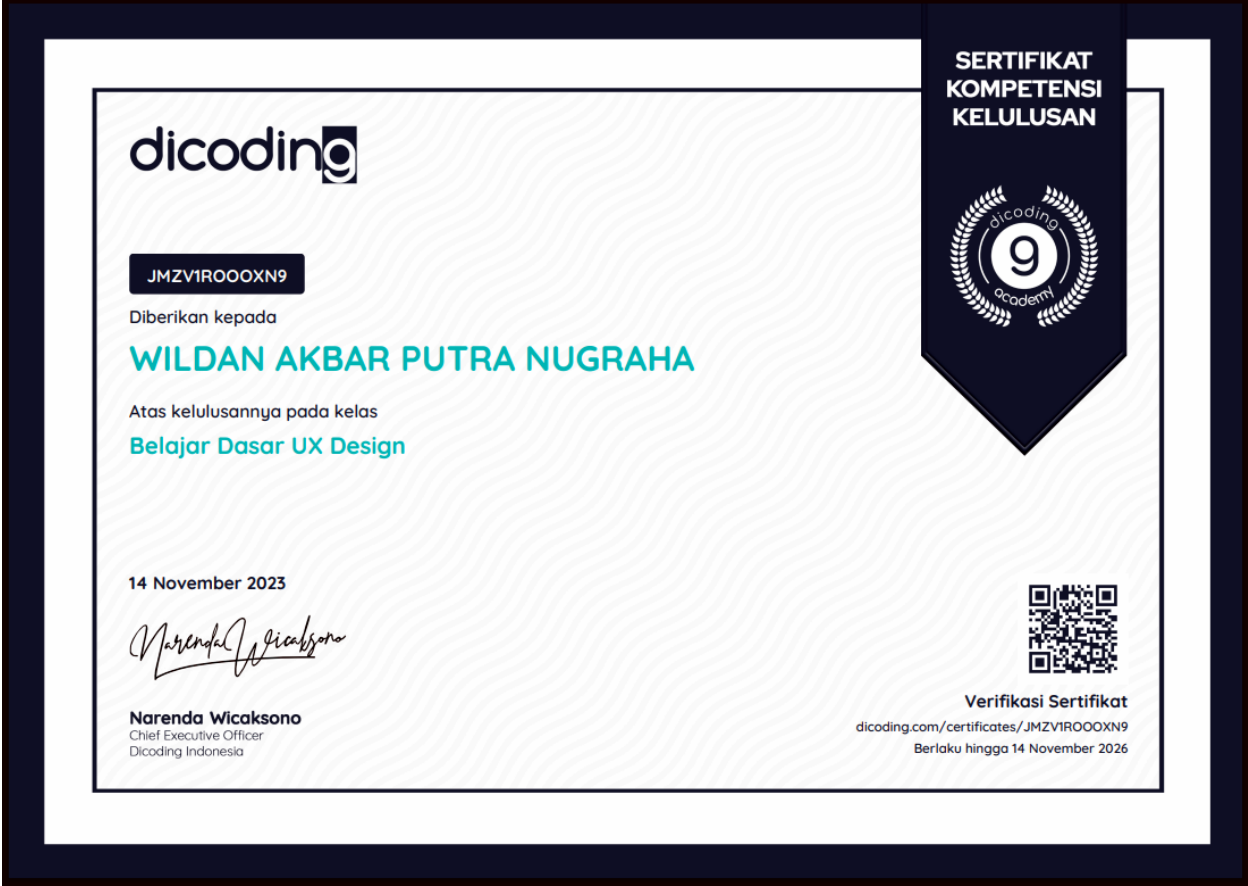 SERTIFIKAT
KOMPETENSI
KELULUSAN
dicoding
dicoding
9
academy
JMZV1ROOOXN9
Diberikan kepada
WILDAN AKBAR PUTRA NUGRAHA
Atas kelulusannya pada kelas
Belajar Dasar UX Design
14 November 2023
Narenda Wicaksono
Narenda Wicaksono
Chief Executive Officer
Dicoding Indonesia
Verifikasi Sertifikat
dicoding.com/certificates/JMZV1ROOOXN9
Berlaku hingga 14 November 2026